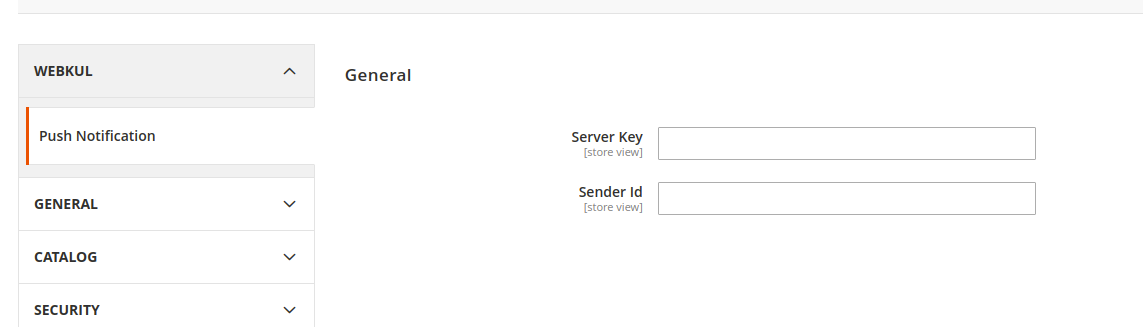 WEBKUL
Push Notification
GENERAL
CATALOG
SECURITY
General
Server Key
[store view]
Sender Id
[store view]